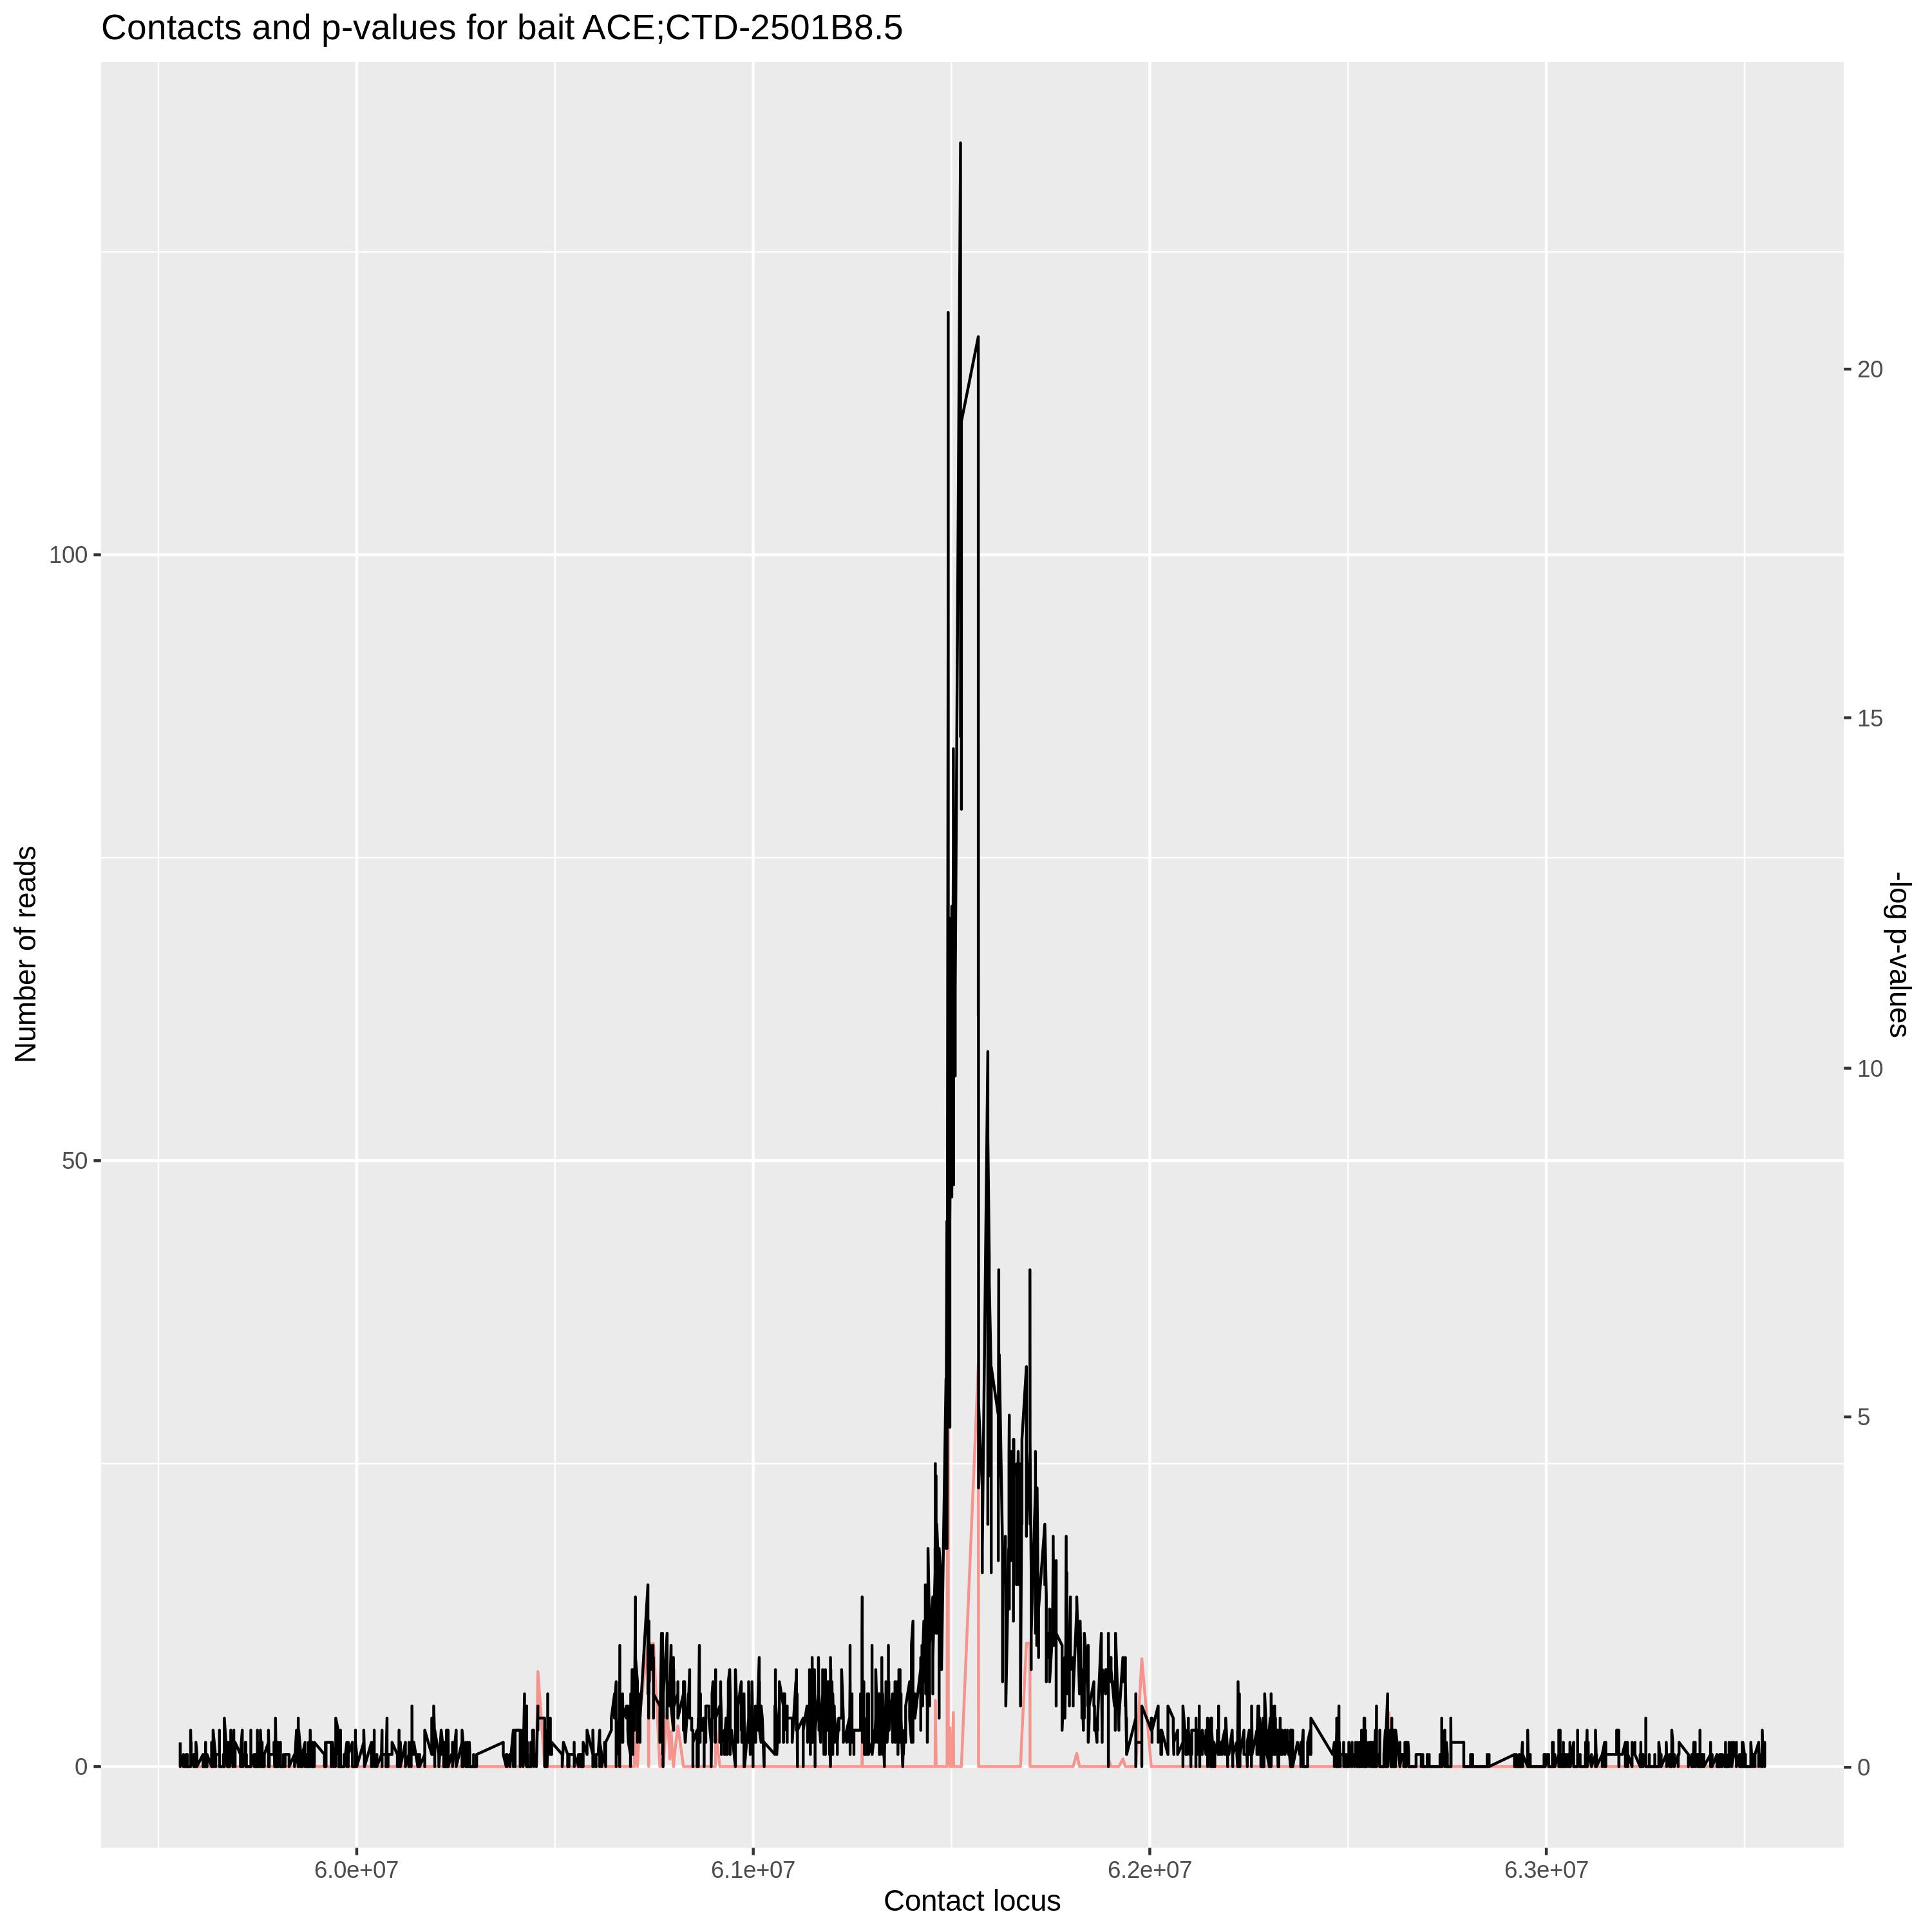 Contacts and p-values for bait ACE;CTD-2501B8.5
Number of reads
100
50
0
20
15
10
5
0
-log p-values
6.0e+07 6.1e+07 6.2e+07 6.3e+07
Contact locus